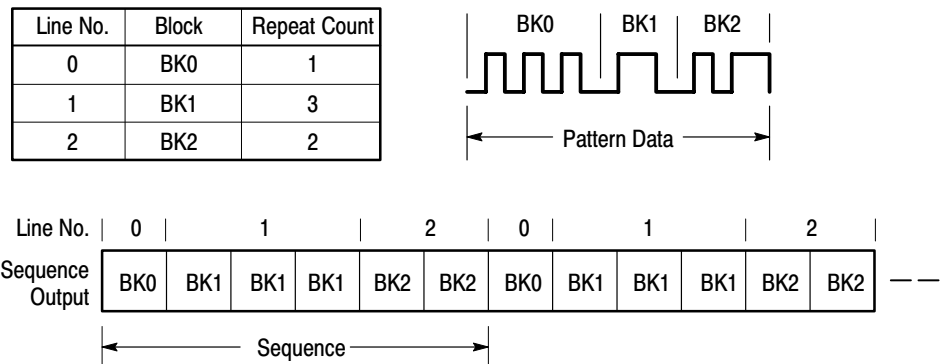 Line No. Block Repeat Count
0 BK0 1
1 BK1 3
2 BK2 2
BK0 BK1 BK2
Pattern Data
Line No. 0 1 2 0 1 2
Sequence
Output
BK0 BK1 BK1 BK1 BK2 BK2 BK0 BK1 BK1 BK1 BK2 BK2
Sequence